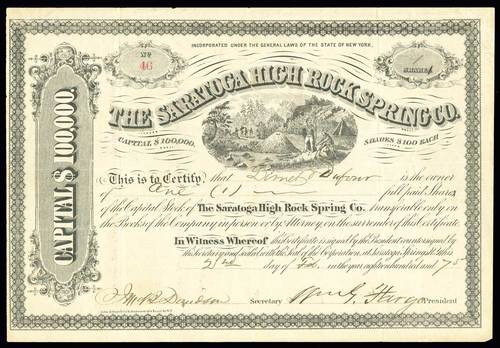 INCORPORATED UNDER THE GENERAL LAWS OF THE STATE OF NEW YORK.
No
46
SHARES
THE SARATOGA HIGH ROCK SPRING CO.
CAPITAL $100,000.
SHARES $100 EACH
CAPITAL $100,000
This is to Certify, that is the owner
of One (1) full paid Shares
of the Capital Stock of The Saratoga High Rock Spring Co. Transferable only on
the Books of the Company in person or by Attorney, on the surrender of this Certificate
In Witness Whereof this certificate is signed by the President countersigned by
the Secretary and sealed with the Seal of the Corporation, at Saratoga Springs N.Y. this
day of in the year eighteen hundred and 75
Secretary President